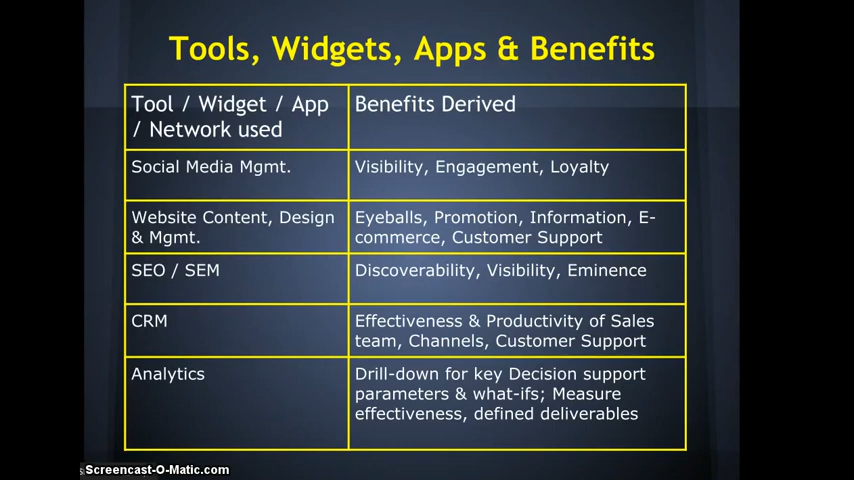 Tools, Widgets, Apps & Benefits
Tool / Widget / App
/ Network used
Benefits Derived
Social Media Mgmt.
Visibility, Engagement, Loyalty
Website Content, Design
& Mgmt.
Eyeballs, Promotion, Information, E-
commerce, Customer Support
SEO / SEM
Discoverability, Visibility, Eminence
CRM
Effectiveness & Productivity of Sales
team, Channels, Customer Support
Analytics
Drill-down for key Decision support
parameters & what-ifs; Measure
effectiveness, defined deliverables
Screencast-O-Matic.com